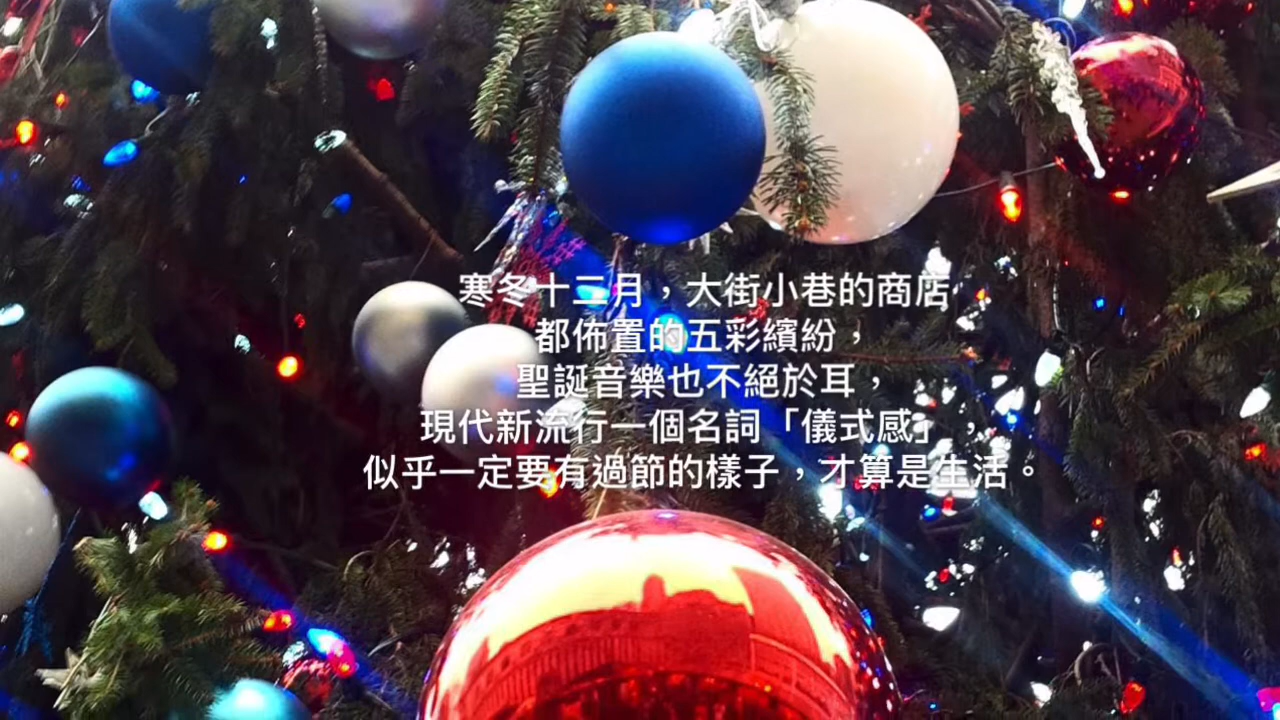 寒冬十二月，大街小巷的商店
都佈置的五彩繽紛，
聖誕音樂也不絕於耳，
現代新流行一個名詞「儀式感」，
似乎一定要有過節的樣子，才算是生活。